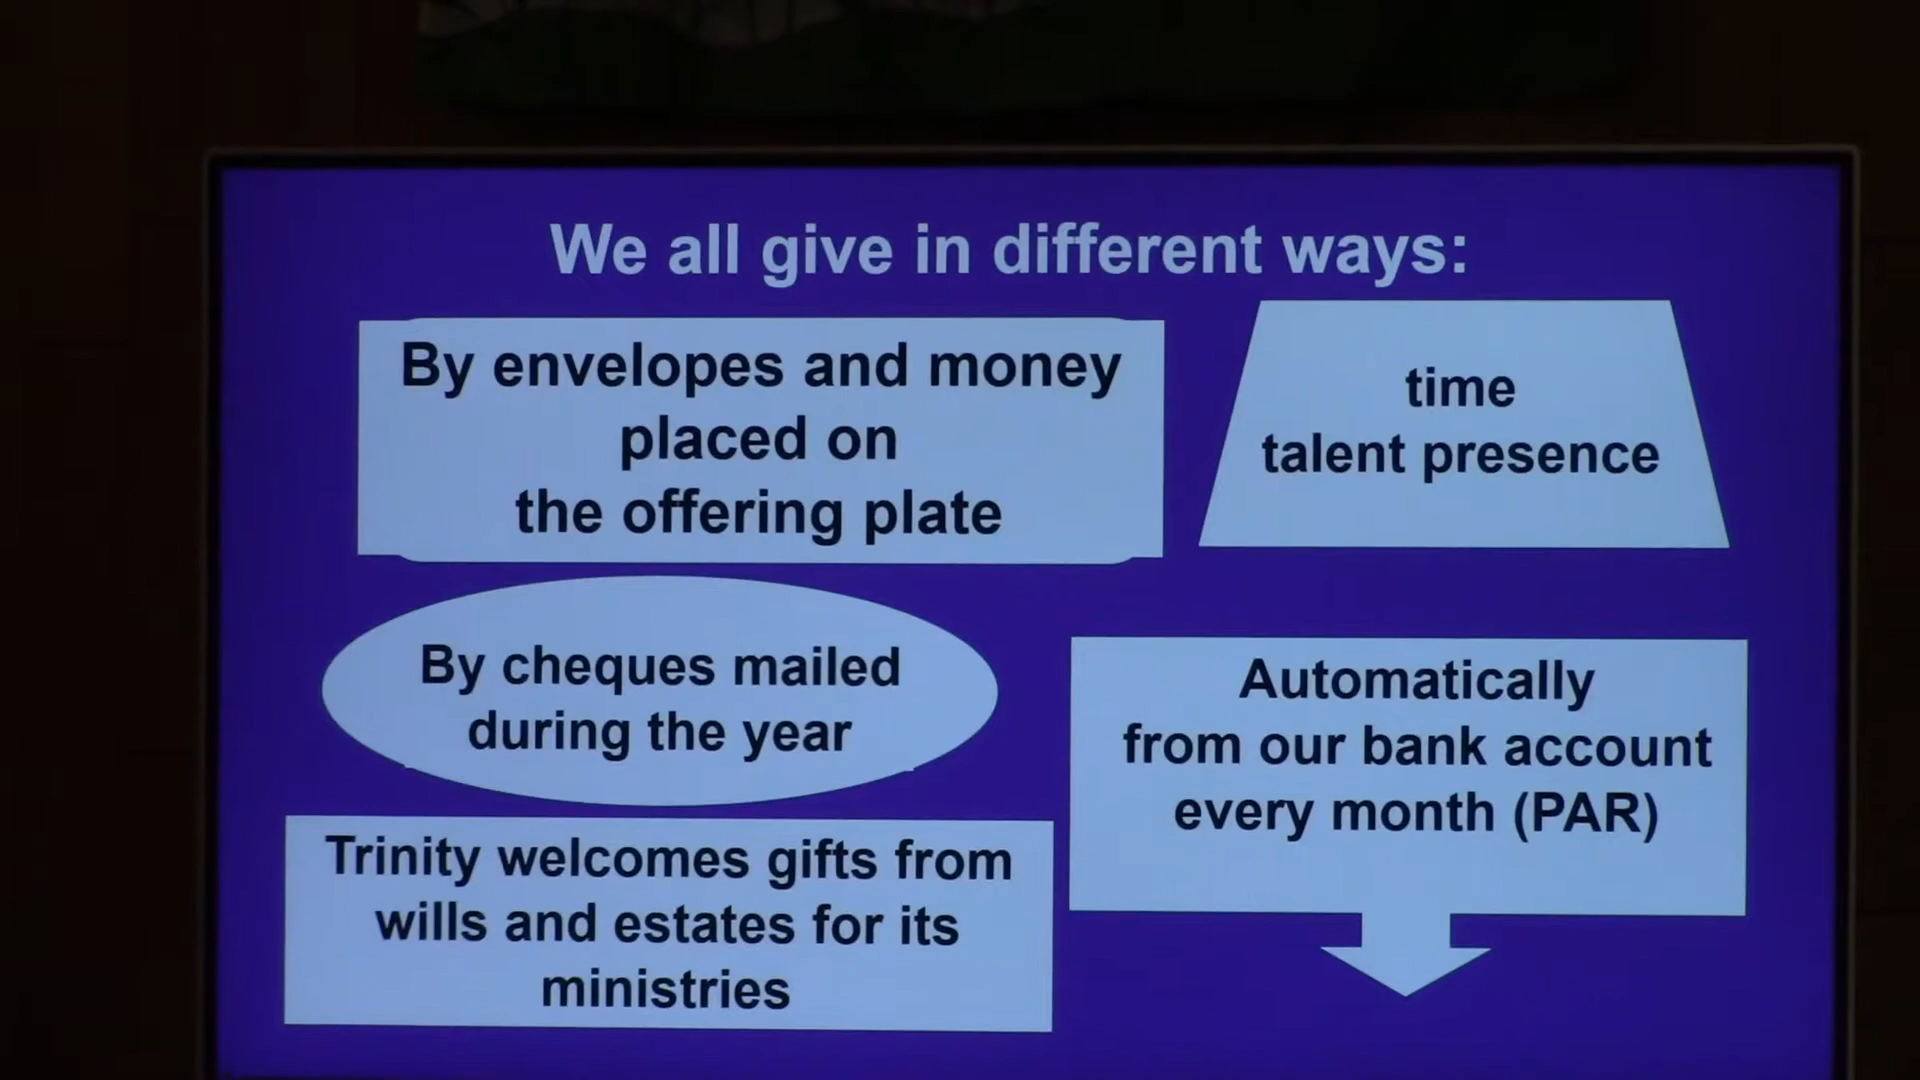 We all give in different ways:
By envelopes and money
placed on
the offering plate
time
talent presence
By cheques mailed
during the year
Automatically
from our bank account
every month (PAR)
Trinity welcomes gifts from
wills and estates for its
ministries